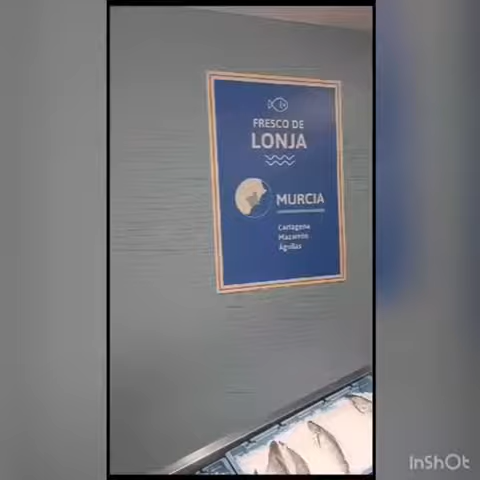 FRESCO DE
LONJA
MURCIA
Cartagena
Mazarrón
Águilas
InShOt